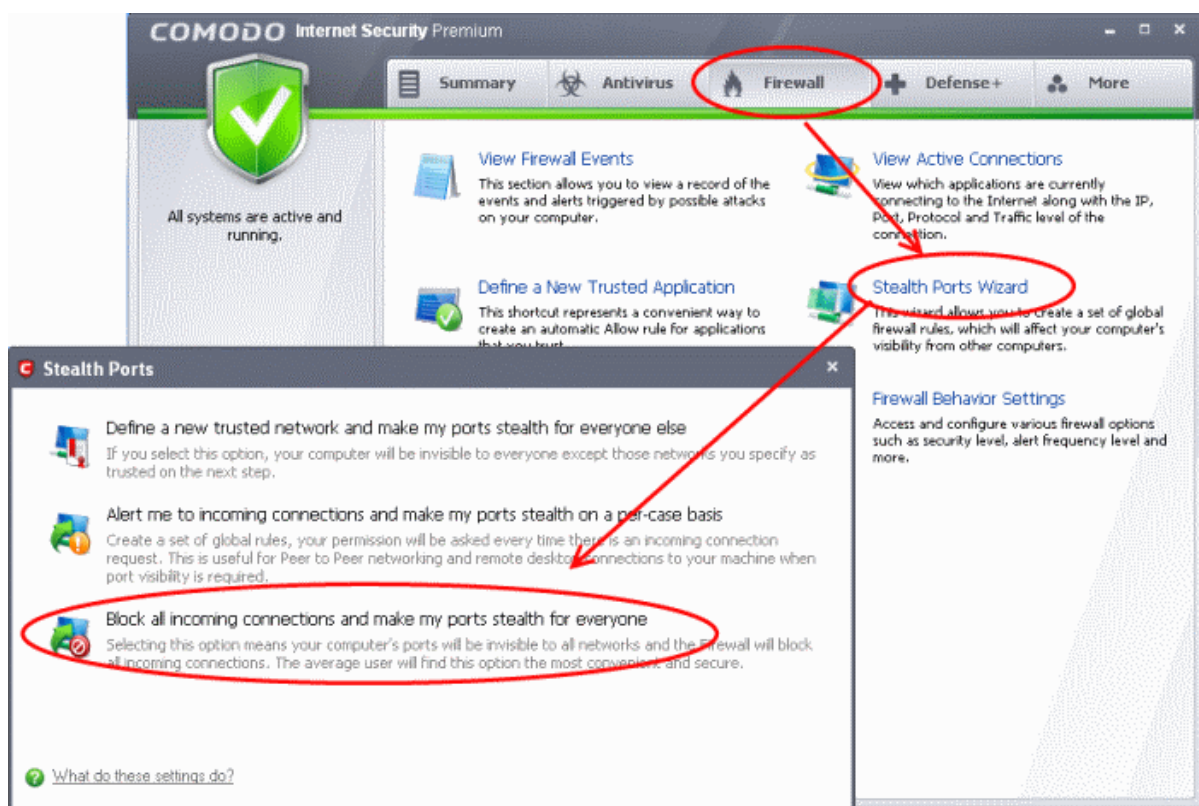 COMODO Internet Security Premium
Summary
Antivirus
Firewall
Defense+
More
All systems are active and
running.
View Firewall Events
This section allows you to view a record of the
events and alerts triggered by possible attacks
on your computer.
View Active Connections
View which applications are currently
connecting to the Internet along with the IP,
Port, Protocol and Traffic level of the
connection.
Define a New Trusted Application
This shortcut represents a convenient way to
create an automatic Allow rule for applications
that you trust.
Stealth Ports Wizard
This wizard allows you to create a set of global
firewall rules, which will affect your computer's
visibility from other computers.
Firewall Behavior Settings
Access and configure various firewall options
such as security level, alert frequency level and
more.
Stealth Ports
Define a new trusted network and make my ports stealth for everyone else
If you select this option, your computer will be invisible to everyone except those networks you specify as
trusted on the next step.
Alert me to incoming connections and make my ports stealth on a per-case basis
Create a set of global rules, your permission will be asked every time there is an incoming connection
request. This is useful for Peer to Peer networking and remote desktop connections to your machine when
port visibility is required.
Block all incoming connections and make my ports stealth for everyone
Selecting this option means your computer's ports will be invisible to all networks and the Firewall will block
all incoming connections. The average user will find this option the most convenient and secure.
What do these settings do?